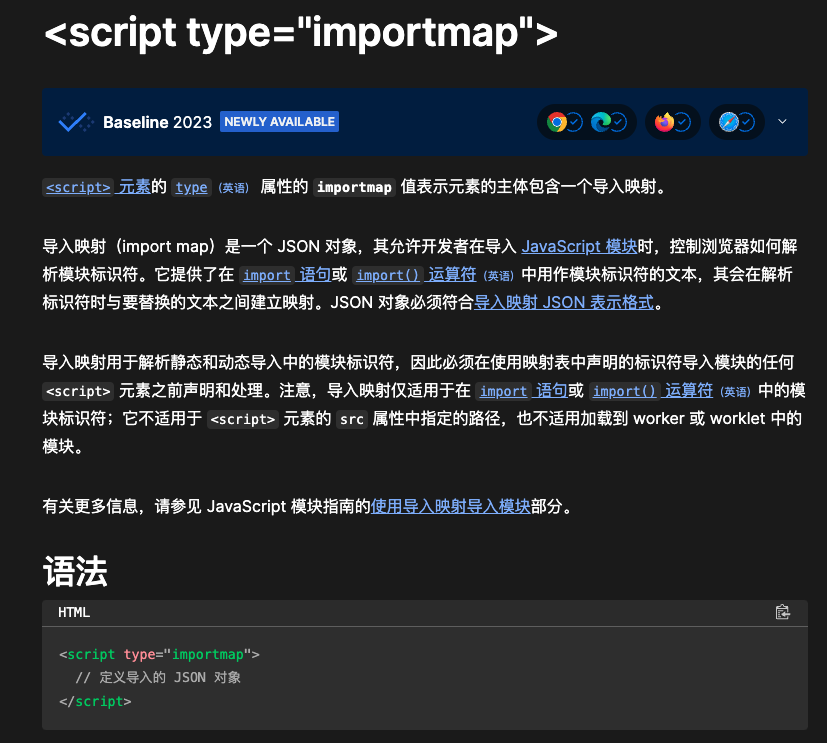 <script type="importmap">
Baseline 2023 NEWLY AVAILABLE
<script> 元素的 type (英语) 属性的 importmap 值表示元素的主体包含一个导入映射。
导入映射（import map）是一个 JSON 对象，其允许开发者在导入 JavaScript 模块时，控制浏览器如何解
析模块标识符。它提供了在 import 语句或 import() 运算符 (英语) 中用作模块标识符的文本，其会在解析
标识符时与要替换的文本之间建立映射。JSON 对象必须符合导入映射 JSON 表示格式。
导入映射用于解析静态和动态导入中的模块标识符，因此必须在使用映射表中声明的标识符导入模块的任何
<script> 元素之前声明和处理。注意，导入映射仅适用于在 import 语句或 import() 运算符 (英语) 中的模
块标识符；它不适用于 <script> 元素的 src 属性中指定的路径，也不适用加载到 worker 或 worklet 中的
模块。
有关更多信息，请参见 JavaScript 模块指南的使用导入映射导入模块部分。
语法
HTML
<script type="importmap">
// 定义导入的 JSON 对象
</script>